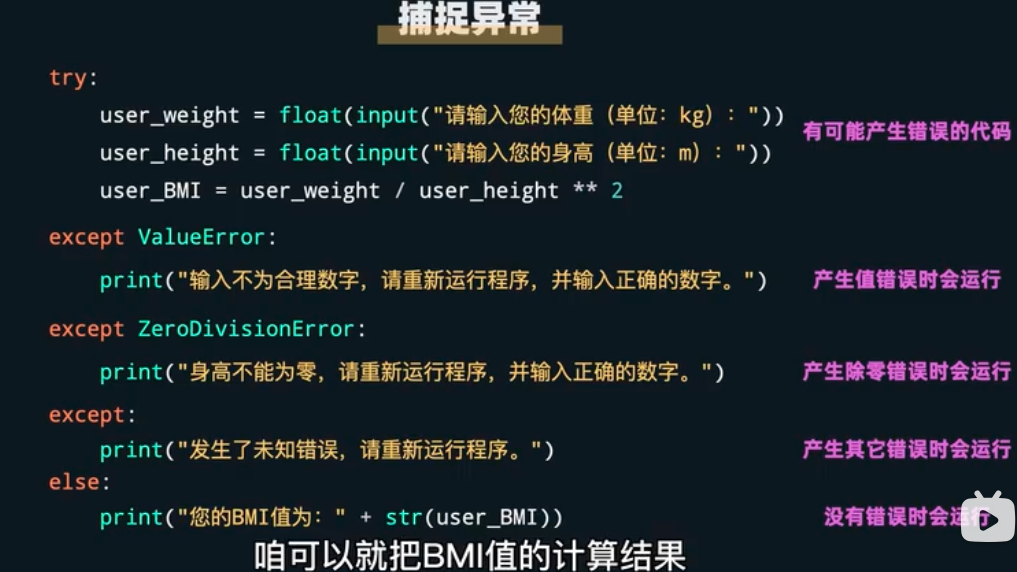 捕捉异常
try:
user_weight = float(input("请输入您的体重（单位：kg）："))
有可能产生错误的代码
user_height = float(input("请输入您的身高（单位：m）："))
user_BMI = user_weight / user_height ** 2
except ValueError:
print("输入不为合理数字，请重新运行程序，并输入正确的数字。")
产生值错误时会运行
except ZeroDivisionError:
print("身高不能为零，请重新运行程序，并输入正确的数字。")
产生除零错误时会运行
except:
print("发生了未知错误，请重新运行程序。")
产生其它错误时会运行
else:
print("您的BMI值为：" + str(user_BMI))
没有错误时会运行
咱可以就把BMI值的计算结果